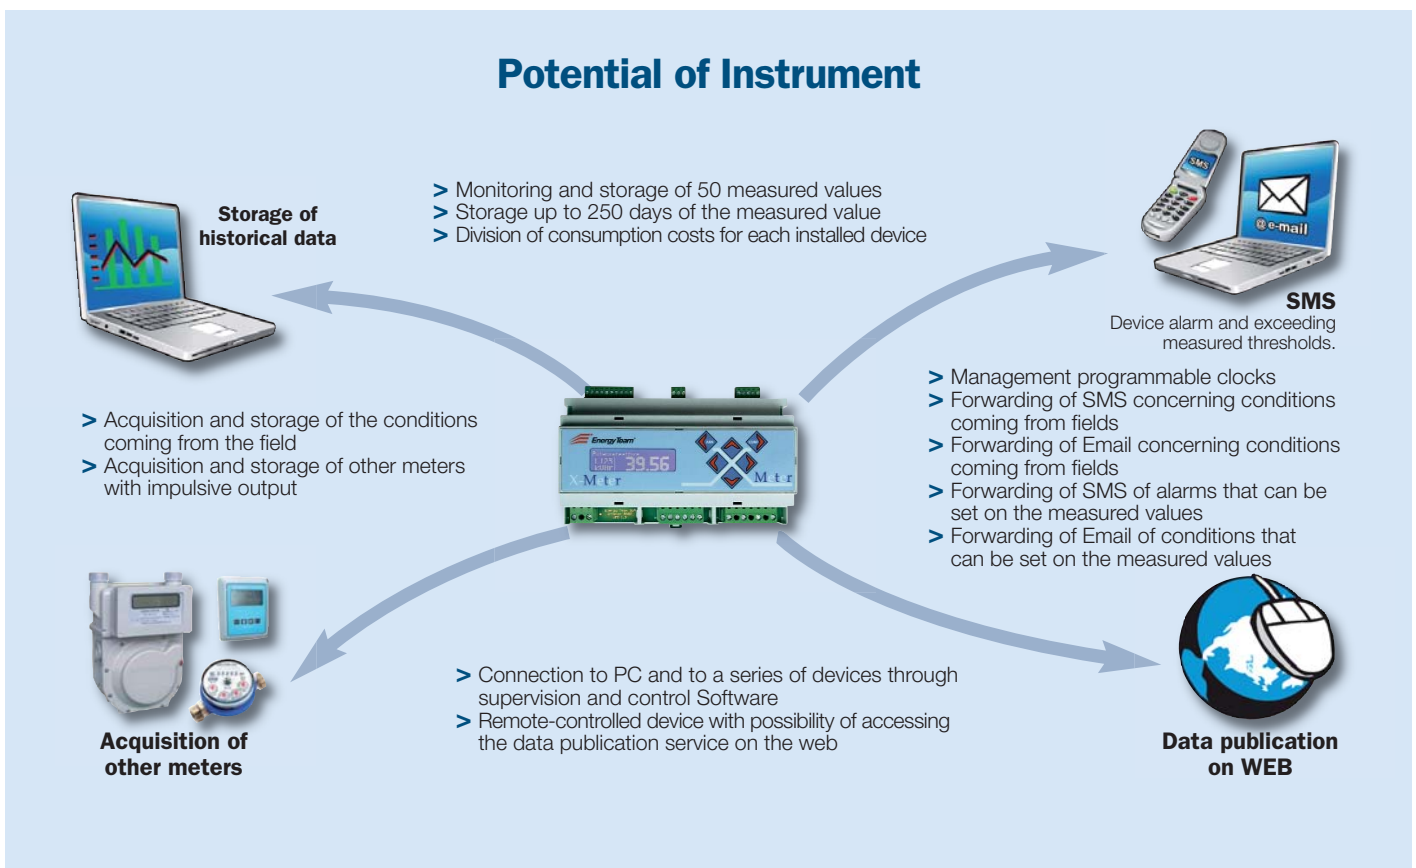 Potential of Instrument
Storage of
historical data
> Monitoring and storage of 50 measured values
> Storage up to 250 days of the measured value
> Division of consumption costs for each installed device
SMS
@ e-mail
SMS
Device alarm and exceeding
measured thresholds.
> Management programmable clocks
> Forwarding of SMS concerning conditions
coming from fields
> Forwarding of Email concerning conditions
coming from fields
> Forwarding of SMS of alarms that can be
set on the measured values
> Forwarding of Email of conditions that
can be set on the measured values
> Acquisition and storage of the conditions
coming from the field
> Acquisition and storage of other meters
with impulsive output
Energy Team
39.56
X-Meter
Meter
> Connection to PC and to a series of devices through
supervision and control Software
> Remote-controlled device with possibility of accessing
the data publication service on the web
Acquisition of
other meters
Data publication
on WEB